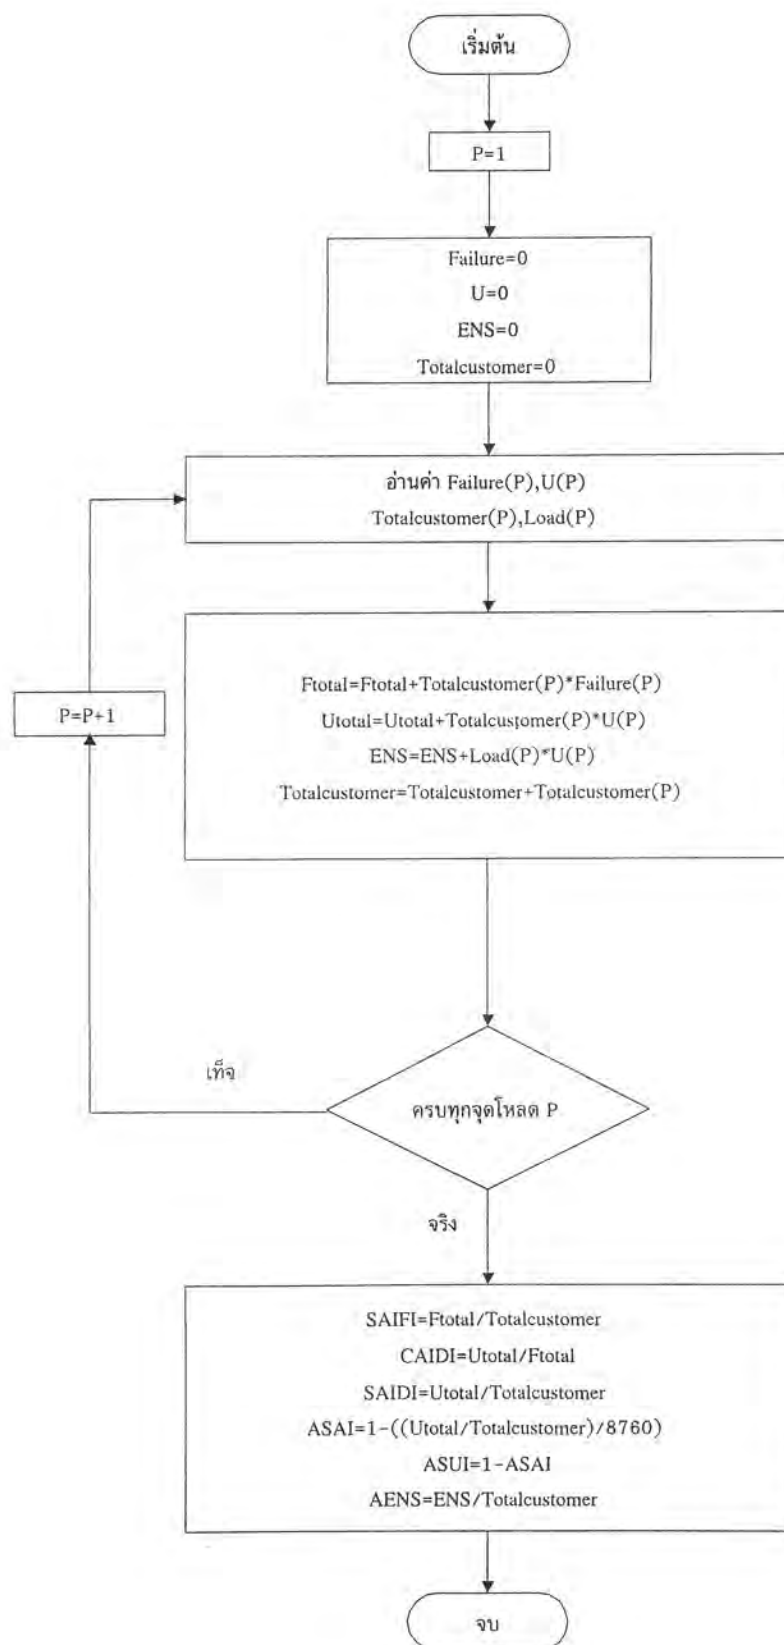 เริ่มต้น
P=1
Failure=0
U=0
ENS=0
Totalcustomer=0
อ่านค่า Failure(P),U(P)
Totalcustomer(P),Load(P)
Ftotal=Ftotal+Totalcustomer(P)*Failure(P)
Utotal=Utotal+Totalcustomer(P)*U(P)
ENS=ENS+Load(P)*U(P)
Totalcustomer=Totalcustomer+Totalcustomer(P)
P=P+1
เท็จ
ครบทุกจุดโหลด P
จริง
SAIFI=Ftotal/Totalcustomer
CAIDI=Utotal/Ftotal
SAIDI=Utotal/Totalcustomer
ASAI=1-((Utotal/Totalcustomer)/8760)
ASUI=1-ASAI
AENS=ENS/Totalcustomer
จบ